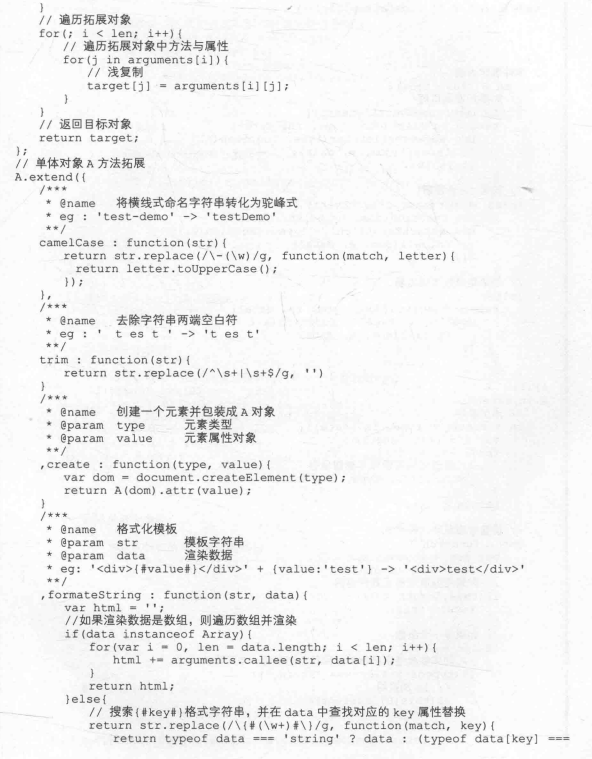 }
    // 遍历拓展对象
    for(; i < len; i++){
        // 遍历拓展对象中方法与属性
        for(j in arguments[i]){
            // 浅复制
            target[j] = arguments[i][j];
        }
    }
    // 返回目标对象
    return target;
};
// 单体对象 A 方法拓展
A.extend({
    /***
     * @name   将横线式命名字符串转化为驼峰式
     * eg : 'test-demo' -> 'testDemo'
     **/
    camelCase : function(str){
        return str.replace(/\-(\w)/g, function(match, letter){
          return letter.toUpperCase();
        });
    },
    /***
     * @name   去除字符串两端空白符
     * eg : '  t es t ' -> 't es t'
     **/
    trim : function(str){
        return str.replace(/^\s+|\s+$/g, '')
    }
    /***
     * @name   创建一个元素并包装成 A 对象
     * @param  type     元素类型
     * @param  value    元素属性对象
     **/
    ,create : function(type, value){
        var dom = document.createElement(type);
        return A(dom).attr(value);
    }
    /***
     * @name   格式化模板
     * @param  str      模板字符串
     * @param  data     渲染数据
     * eg: '<div>{#value#}</div>' + {value:'test'} -> '<div>test</div>'
     **/
    ,formateString : function(str, data){
        var html = '';
        //如果渲染数据是数组，则遍历数组并渲染
        if(data instanceof Array){
            for(var i = 0, len = data.length; i < len; i++){
                html += arguments.callee(str, data[i]);
            }
            return html;
        }else{
            // 搜索{#key#}格式字符串，并在 data 中查找对应的 key 属性替换
            return str.replace(/\{#(\w+)#\}/g, function(match, key){
                return typeof data === 'string' ? data : (typeof data[key] ===